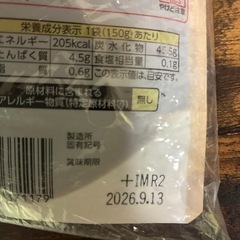 栄養成分表示 1袋(150g)あたり
エネルギー 205kcal 炭水化物
たんぱく質 4.5g 食塩相当量 0.1g
脂質 0.6g この表示値は、目安です。
原材料に含まれる
アレルギー物質(特定原材料等) 無し
製造所
固有記号
賞味期限
+IMR2
2026.9.13